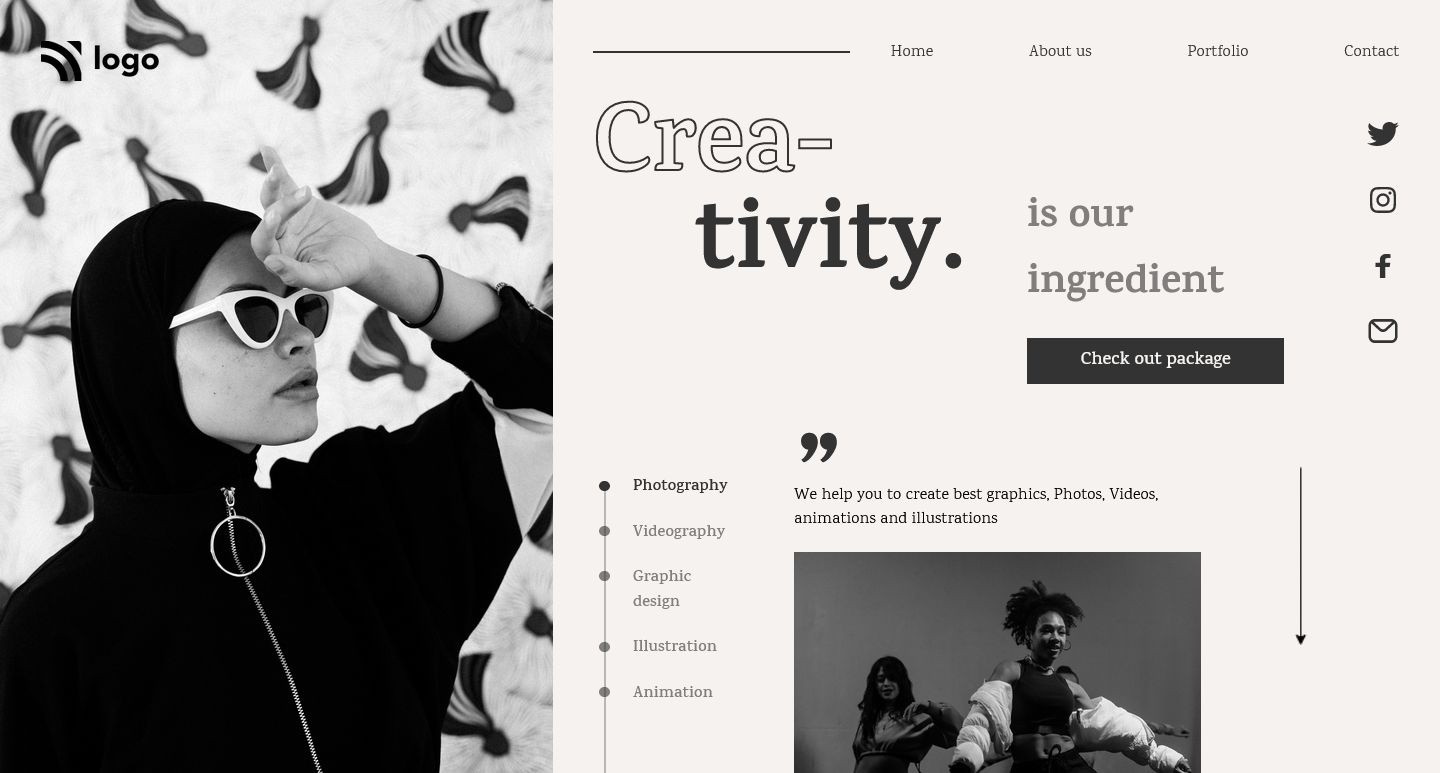 logo
Home About us Portfolio Contact
Crea-
tivity.
is our
ingredient
Check out package
”
Photography
Videography
Graphic
design
Illustration
Animation
We help you to create best graphics, Photos, Videos,
animations and illustrations